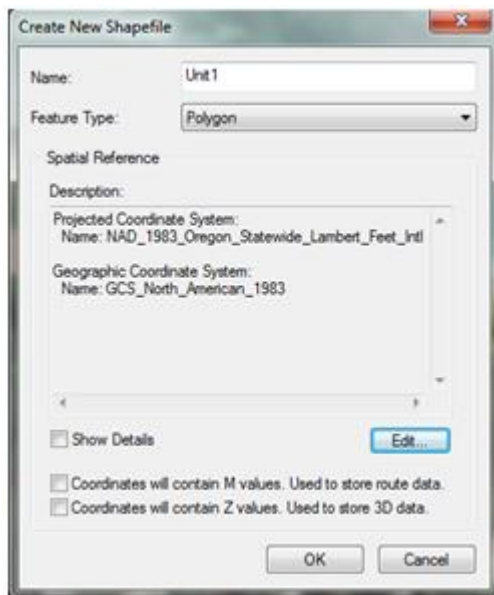 Create New Shapefile
Name:
Unit1
Feature Type:
Polygon
Spatial Reference
Description:
Projected Coordinate System:
Name: NAD_1983_Oregon_Statewide_Lambert_Feet_Intl
Geographic Coordinate System:
Name: GCS_North_American_1983
Show Details
Edit...
Coordinates will contain M values. Used to store route data.
Coordinates will contain Z values. Used to store 3D data.
OK
Cancel